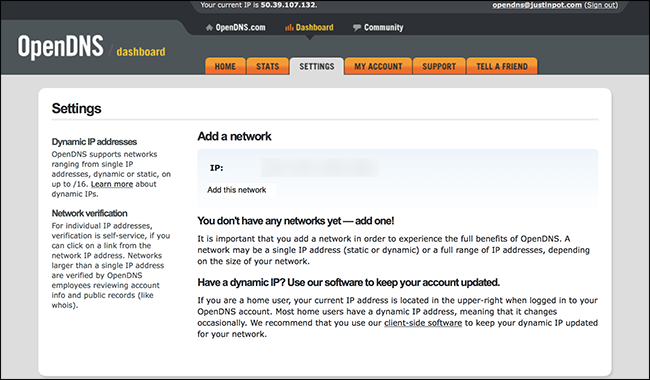 Your current IP is 50.39.107.132.
opendns@justinpot.com (Sign out)
OpenDNS.com
Dashboard
Community
OpenDNS / dashboard
HOME
STATS
SETTINGS
MY ACCOUNT
SUPPORT
TELL A FRIEND
Settings
Dynamic IP addresses
OpenDNS supports networks
ranging from single IP
addresses, dynamic or static, on
up to /16. Learn more about
dynamic IPs.
Network verification
For individual IP addresses,
verification is self-service, if you
can click on a link from the
network IP address. Networks
larger than a single IP address
are verified by OpenDNS
employees reviewing account
info and public records (like
whois).
Add a network
IP:
Add this network
You don't have any networks yet — add one!
It is important that you add a network in order to experience the full benefits of OpenDNS. A
network may be a single IP address (static or dynamic) or a full range of IP addresses, depending
on the size of your network.
Have a dynamic IP? Use our software to keep your account updated.
If you are a home user, your current IP address is located in the upper-right when logged in to your
OpenDNS account. Most home users have a dynamic IP address, meaning that it changes
occasionally. We recommend that you use our client-side software to keep your dynamic IP updated
for your network.